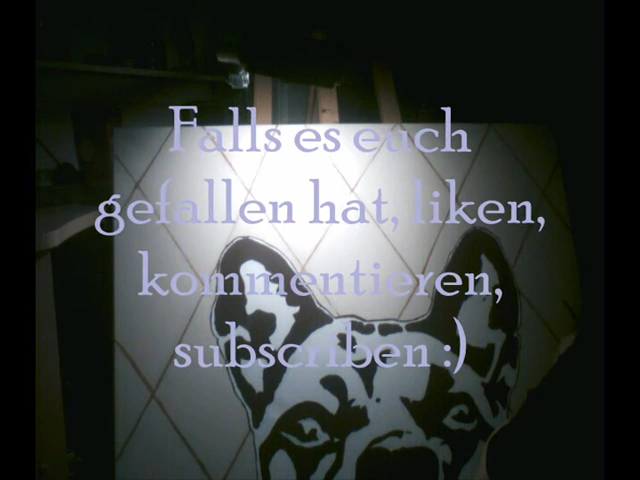 Falls es euch
gefallen hat, liken,
kommentieren,
subscriben :)